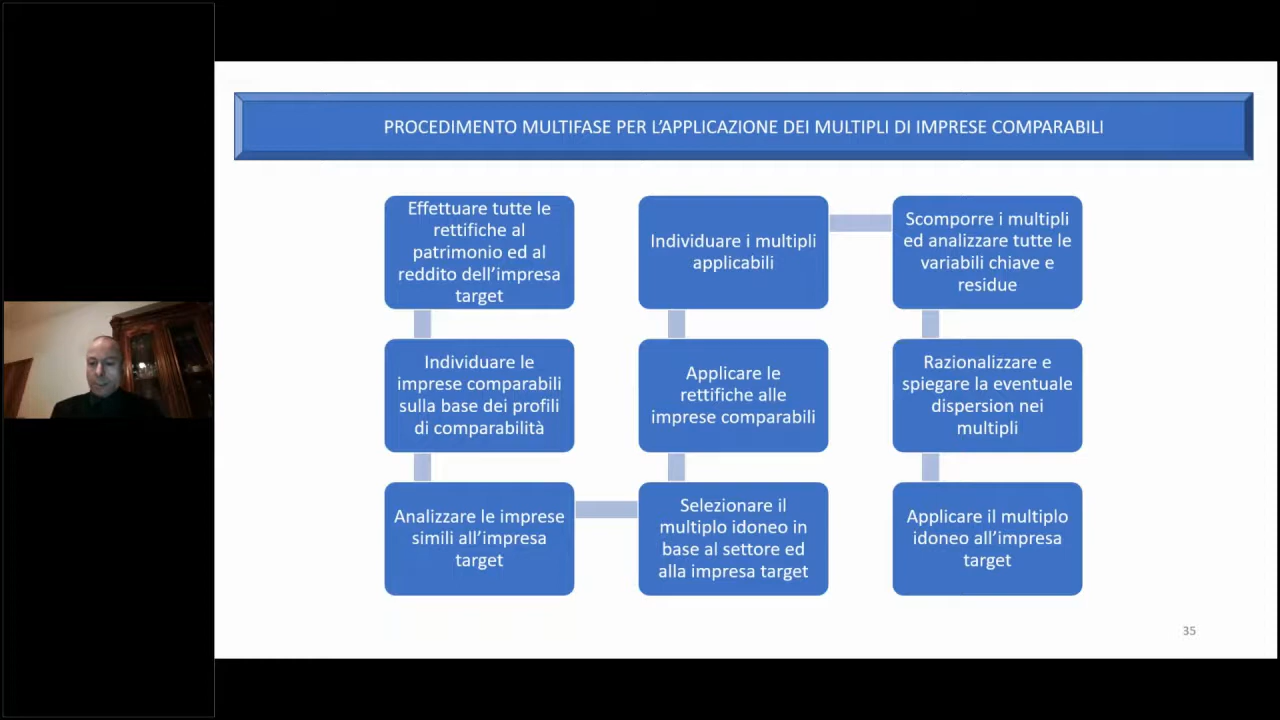 PROCEDIMENTO MULTIFASE PER L'APPLICAZIONE DEI MULTIPLI DI IMPRESE COMPARABILI
Effettuare tutte le
rettifiche al
patrimonio ed al
reddito dell'impresa
target
Individuare le
imprese comparabili
sulla base dei profili
di comparabilità
Analizzare le imprese
simili all'impresa
target
Selezionare il
multiplo idoneo in
base al settore ed
alla impresa target
Applicare le
rettifiche alle
imprese comparabili
Individuare i multipli
applicabili
Scomporre i multipli
ed analizzare tutte le
variabili chiave e
residue
Razionalizzare e
spiegare la eventuale
dispersion nei
multipli
Applicare il multiplo
idoneo all'impresa
target
35